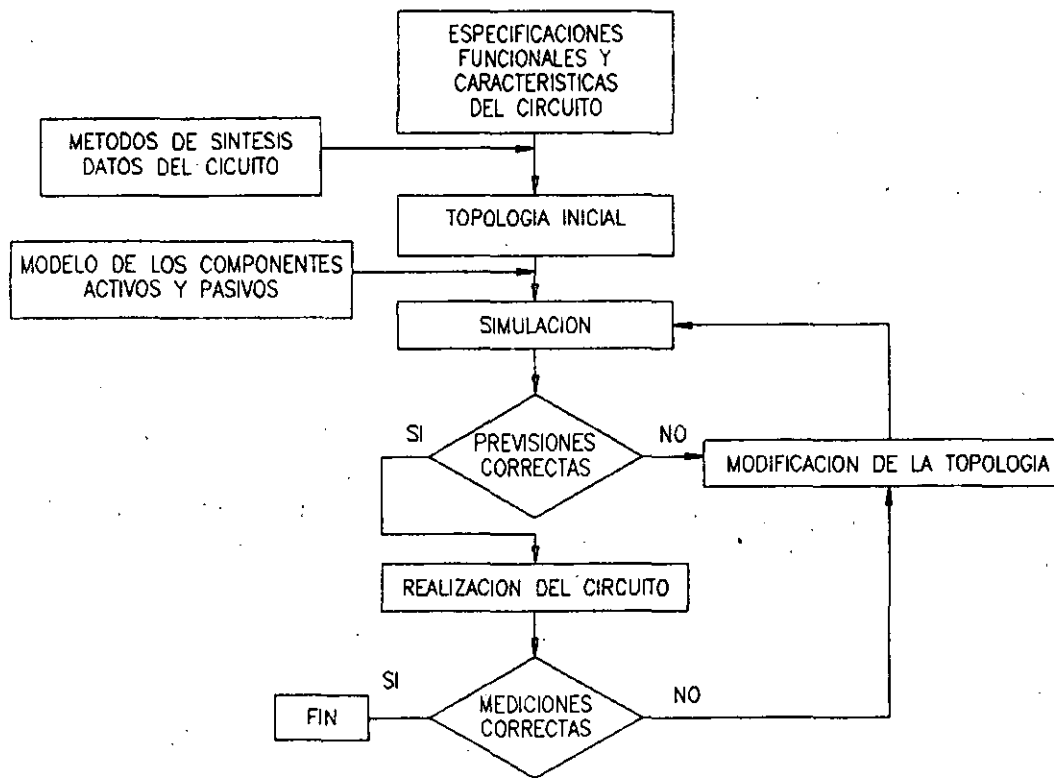 ESPECIFICACIONES
FUNCIONALES Y
CARACTERISTICAS
DEL CIRCUITO
METODOS DE SINTESIS
DATOS DEL CICUITO
TOPOLOGIA INICIAL
MODELO DE LOS COMPONENTES
ACTIVOS Y PASIVOS
SIMULACION
SI
PREVISIONES
CORRECTAS
NO
MODIFICACION DE LA TOPOLOGIA
REALIZACION DEL CIRCUITO
SI
MEDICIONES
CORRECTAS
NO
FIN